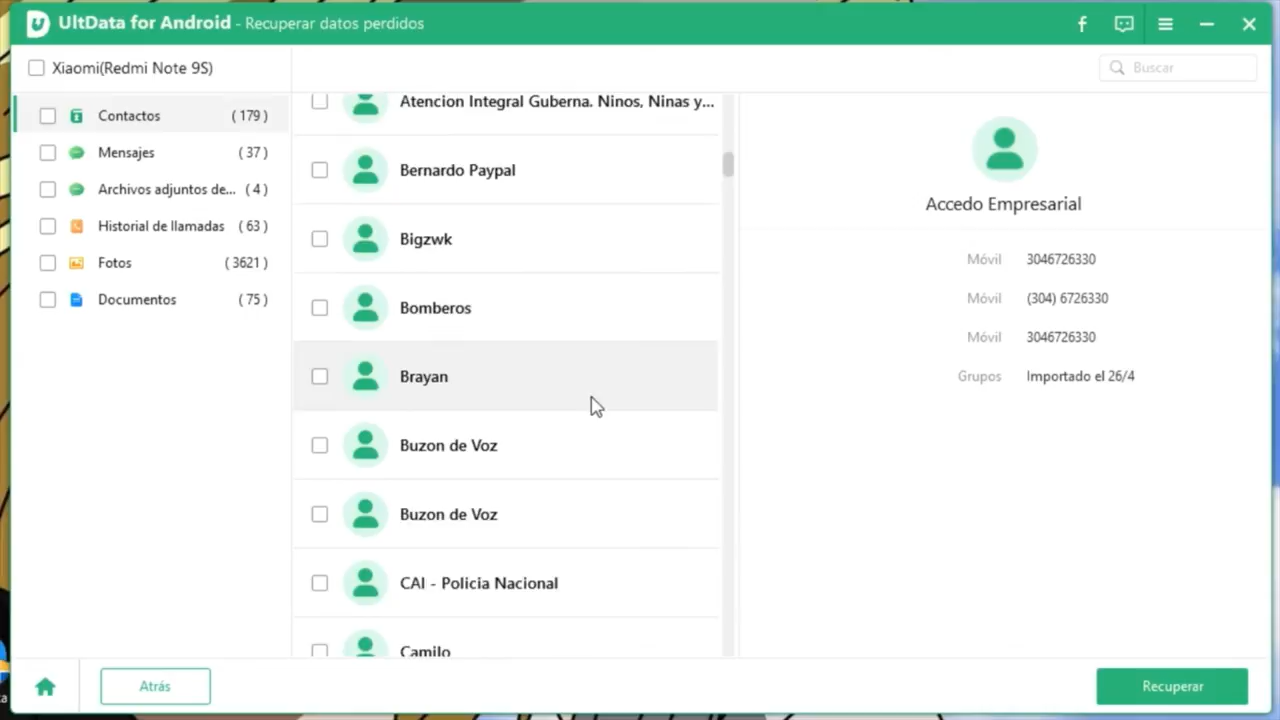 UltData for Android - Recuperar datos perdidos
Xiaomi(Redmi Note 9S)
Buscar
Contactos (179)
Mensajes (37)
Archivos adjuntos de... (4)
Historial de llamadas (63)
Fotos (3621)
Documentos (75)
Atencion Integral Guberna. Ninos, Ninas y...
Bernardo Paypal
Bigzwk
Bomberos
Brayan
Buzon de Voz
Buzon de Voz
CAI - Policia Nacional
Camilo
Accedo Empresarial
Móvil 3046726330
Móvil (304) 6726330
Móvil 3046726330
Grupos Importado el 26/4
Atrás
Recuperar